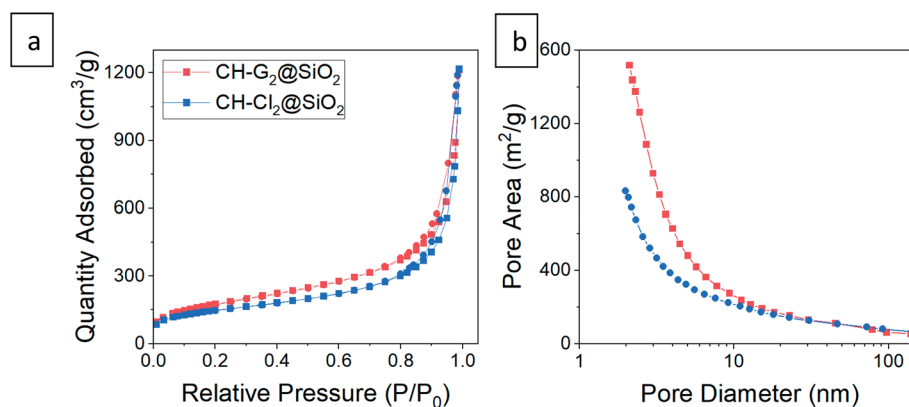 a
1200
900
600
300
0
0.0 0.2 0.4 0.6 0.8 1.0
Quantity Adsorbed (cm³/g)
Relative Pressure (P/P₀)
CH-G₂@SiO₂
CH-Cl₂@SiO₂
b
1600
1200
800
400
0
1 10 100
Pore Area (m²/g)
Pore Diameter (nm)